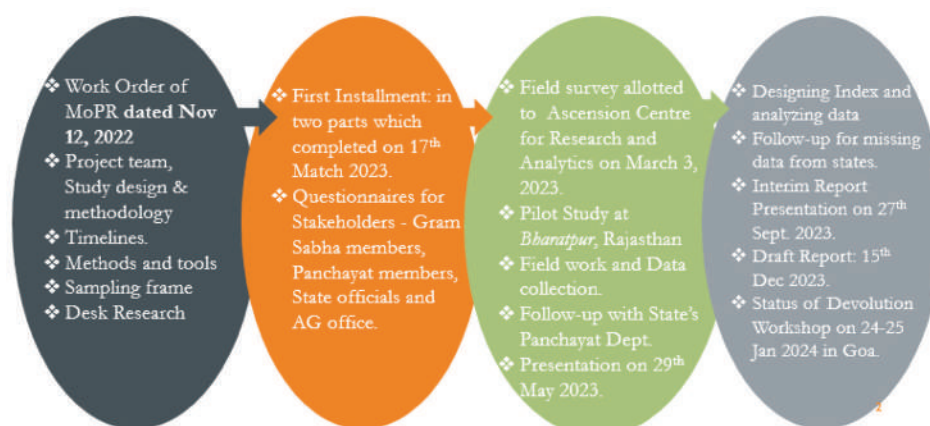 ❖ Work Order of
MoPR dated Nov
12, 2022
❖ Project team,
Study design &
methodology
❖ Timelines.
❖ Methods and tools
❖ Sampling frame
❖ Desk Research
❖ First Installment: in
two parts which
completed on 17th
Match 2023.
❖ Questionnaires for
Stakeholders - Gram
Sabha members,
Panchayat members,
State officials and
AG office.
❖ Field survey allotted
to Ascension Centre
for Research and
Analytics on March 3,
2023.
❖ Pilot Study at
Bharatpur, Rajasthan
❖ Field work and Data
collection.
❖ Follow-up with State's
Panchayat Dept.
❖ Presentation on 29th
May 2023.
❖ Designing Index and
analyzing data
❖ Follow-up for missing
data from states.
❖ Interim Report
Presentation on 27th
Sept. 2023.
❖ Draft Report: 15th
Dec 2023.
❖ Status of Devolution
Workshop on 24-25
Jan 2024 in Goa.
2